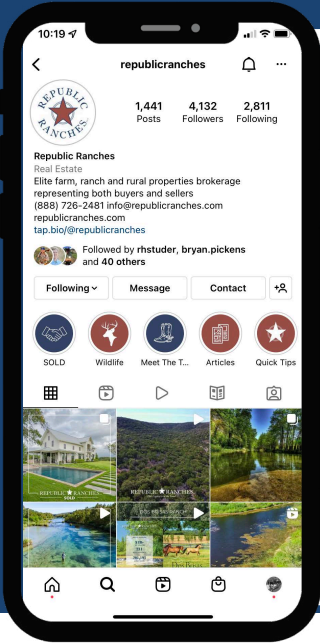 10:19
republicranches
REPUBLIC
RANCHES
1,441 4,132 2,811
Posts Followers Following
Republic Ranches
Real Estate
Elite farm, ranch and rural properties brokerage
representing both buyers and sellers
(888) 726-2481 info@republicranches.com
republicranches.com
tap.bio/@republicranches
Followed by rhstuder, bryan.pickens
and 40 others
Following Message Contact
SOLD Wildlife Meet The T... Articles Quick Tips
REPUBLIC RANCHES
SOLD
REPUBLIC RANCHES